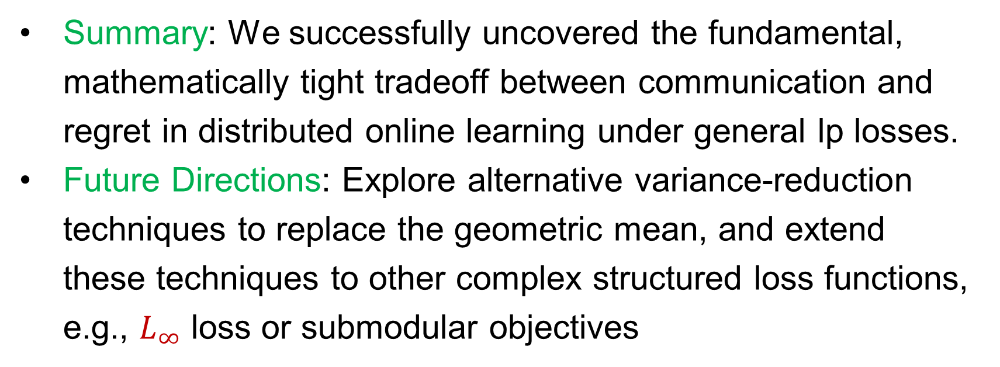 • Summary: We successfully uncovered the fundamental,
mathematically tight tradeoff between communication and
regret in distributed online learning under general lp losses.
• Future Directions: Explore alternative variance-reduction
techniques to replace the geometric mean, and extend
these techniques to other complex structured loss functions,
e.g., L∞ loss or submodular objectives